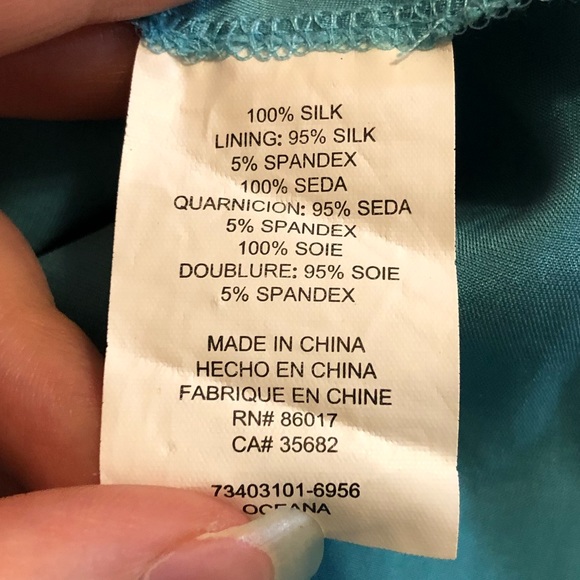 100% SILK
LINING: 95% SILK
5% SPANDEX
100% SEDA
QUARNICION: 95% SEDA
5% SPANDEX
100% SOIE
DOUBLURE: 95% SOIE
5% SPANDEX
MADE IN CHINA
HECHO EN CHINA
FABRIQUE EN CHINE
RN# 86017
CA# 35682
73403101-6956
OCEANA